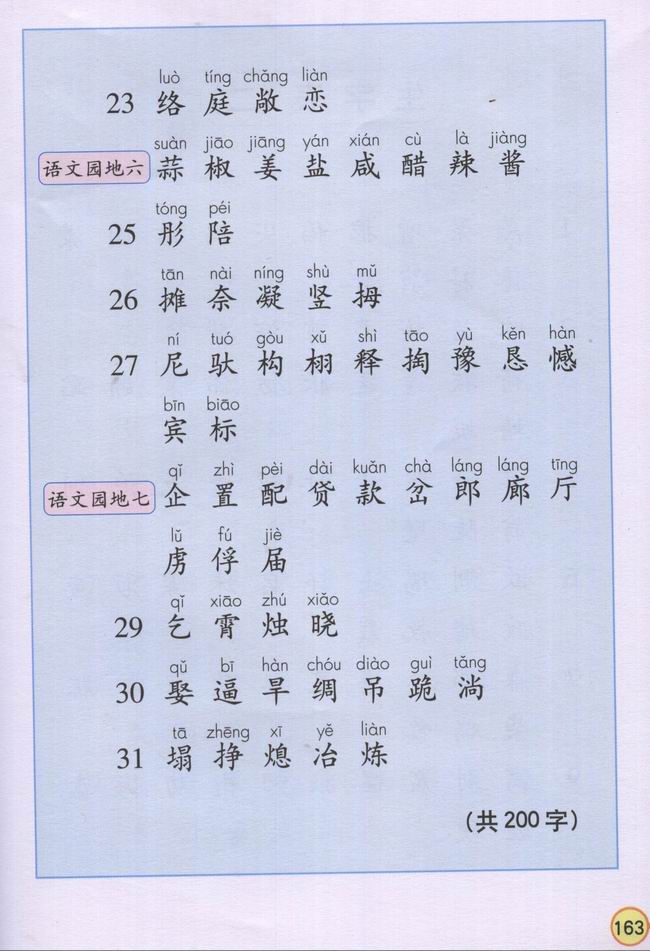 luò tíng chǎng liàn
23 络 庭 敞 恋
suàn jiāo jiāng yán xián cù là jiàng
语文园地六 蒜 椒 姜 盐 咸 醋 辣 酱
tóng péi
25 彤 陪
tān nài níng shù mǔ
26 摊 奈 凝 竖 拇
ní tuó gòu xǔ shì tāo yù kěn hàn
27 尼 驮 构 栩 释 掏 豫 恳 憾
bīn biāo
宾 标
qǐ zhì pèi dài kuǎn chà láng láng tīng
语文园地七 企 置 配 贷 款 岔 郎 廊 厅
lǔ fú jiè
虏 俘 届
qǐ xiāo zhú xiǎo
29 乞 霄 烛 晓
qǔ bī hàn chóu diào guì tǎng
30 娶 逼 旱 绸 吊 跪 淌
tā zhēng xī yě liàn
31 塌 挣 熄 冶 炼
（共 200 字）
163